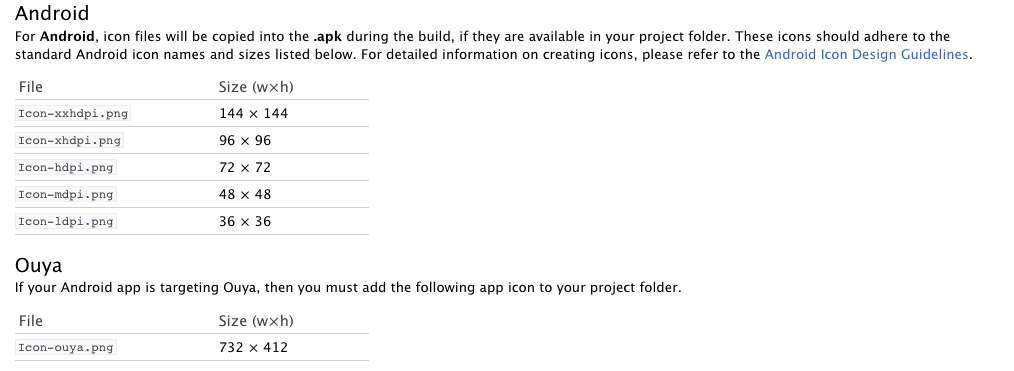 Android
For Android, icon files will be copied into the .apk during the build, if they are available in your project folder. These icons should adhere to the
standard Android icon names and sizes listed below. For detailed information on creating icons, please refer to the Android Icon Design Guidelines.
File Size (w×h)
Icon-xxhdpi.png 144 × 144
Icon-xhdpi.png 96 × 96
Icon-hdpi.png 72 × 72
Icon-mdpi.png 48 × 48
Icon-ldpi.png 36 × 36
Ouya
If your Android app is targeting Ouya, then you must add the following app icon to your project folder.
File Size (w×h)
Icon-ouya.png 732 × 412